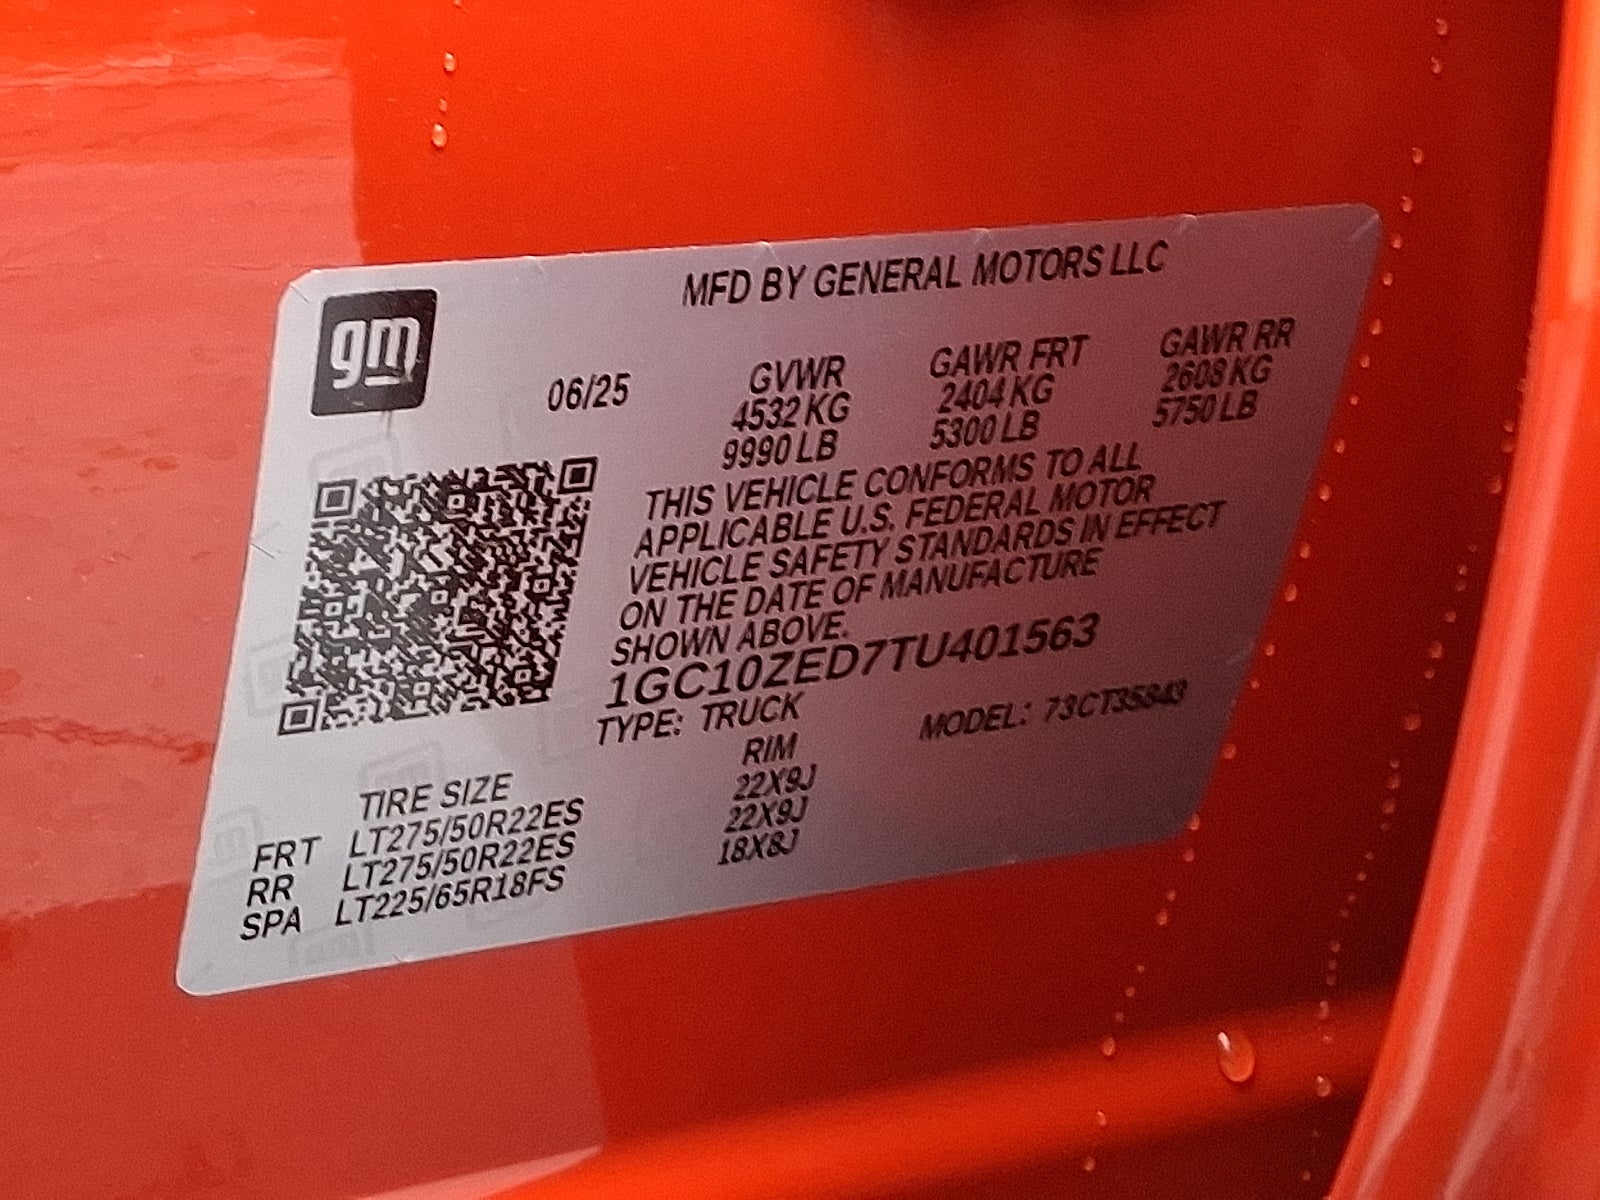 MFD BY GENERAL MOTORS LLC
gm
06/25
GVWR GAWR FRT GAWR RR
4532 KG 2404 KG 2608 KG
9990 LB 5300 LB 5750 LB
THIS VEHICLE CONFORMS TO ALL
APPLICABLE U.S. FEDERAL MOTOR
VEHICLE SAFETY STANDARDS IN EFFECT
ON THE DATE OF MANUFACTURE
SHOWN ABOVE.
1GC10ZED7TU401563
TYPE: TRUCK MODEL: 73CT35843
TIRE SIZE RIM
FRT LT275/50R22ES 22X9J
RR LT275/50R22ES 22X9J
SPA LT225/65R18FS 18X8J